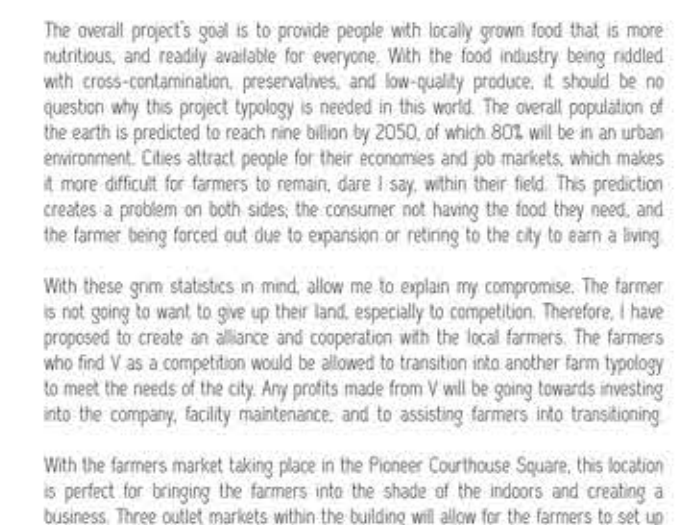 The overall project's goal is to provide people with locally grown food that is more
nutritious, and readily available for everyone. With the food industry being riddled
with cross-contamination, preservatives, and low-quality produce, it should be no
question why this project typology is needed in this world. The overall population of
the earth is predicted to reach nine billion by 2050, of which 80% will be in an urban
environment. Cities attract people for their economies and job markets, which makes
it more difficult for farmers to remain, dare I say, within their field. This prediction
creates a problem on both sides; the consumer not having the food they need, and
the farmer being forced out due to expansion or retiring to the city to earn a living.
With these grim statistics in mind, allow me to explain my compromise. The farmer
is not going to want to give up their land, especially to competition. Therefore, I have
proposed to create an alliance and cooperation with the local farmers. The farmers
who find V as a competition would be allowed to transition into another farm typology
to meet the needs of the city. Any profits made from V will be going towards investing
into the company, facility maintenance, and to assisting farmers into transitioning.
With the farmers market taking place in the Pioneer Courthouse Square, this location
is perfect for bringing the farmers into the shade of the indoors and creating a
business. Three outlet markets within the building will allow for the farmers to set up